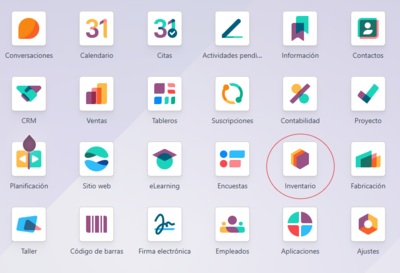 31
31
Conversaciones
Calendario
Citas
Actividades pendi...
Información
Contactos
CRM
Ventas
Tableros
Suscripciones
Contabilidad
Proyecto
Planificación
Sitio web
eLearning
Encuestas
Inventario
Fabricación
Taller
Código de barras
Firma electrónica
Empleados
Aplicaciones
Ajustes